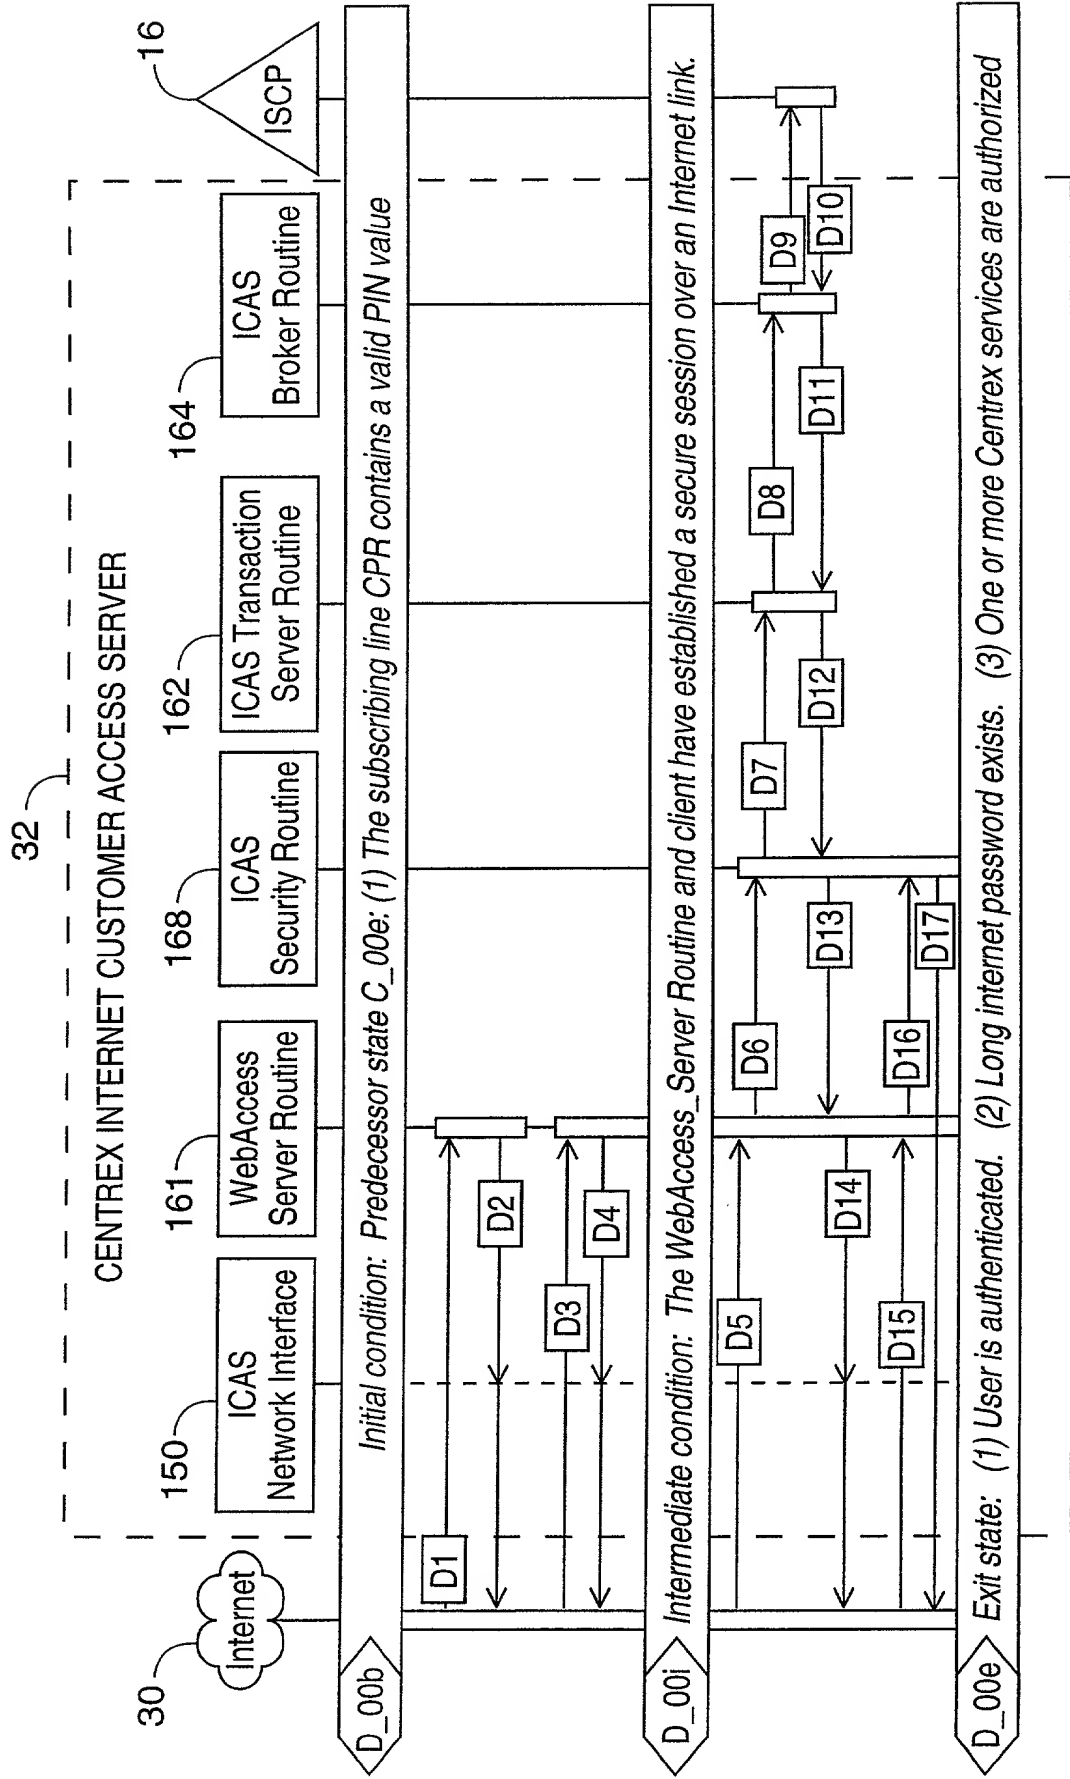 32
CENTREX INTERNET CUSTOMER ACCESS SERVER
30
Internet
150
ICAS
Network Interface
161
WebAccess
Server Routine
168
ICAS
Security Routine
162
ICAS Transaction
Server Routine
164
ICAS
Broker Routine
16
ISCP
D_00b
Initial condition: Predecessor state C_00e: (1) The subscribing line CPR contains a valid PIN value
D1
D2
D3
D4
D_00i
Intermediate condition: The WebAccess_Server Routine and client have established a secure session over an Internet link.
D5
D6
D7
D8
D9
D10
D11
D12
D13
D14
D15
D16
D17
D_00e
Exit state: (1) User is authenticated. (2) Long internet password exists. (3) One or more Centrex services are authorized